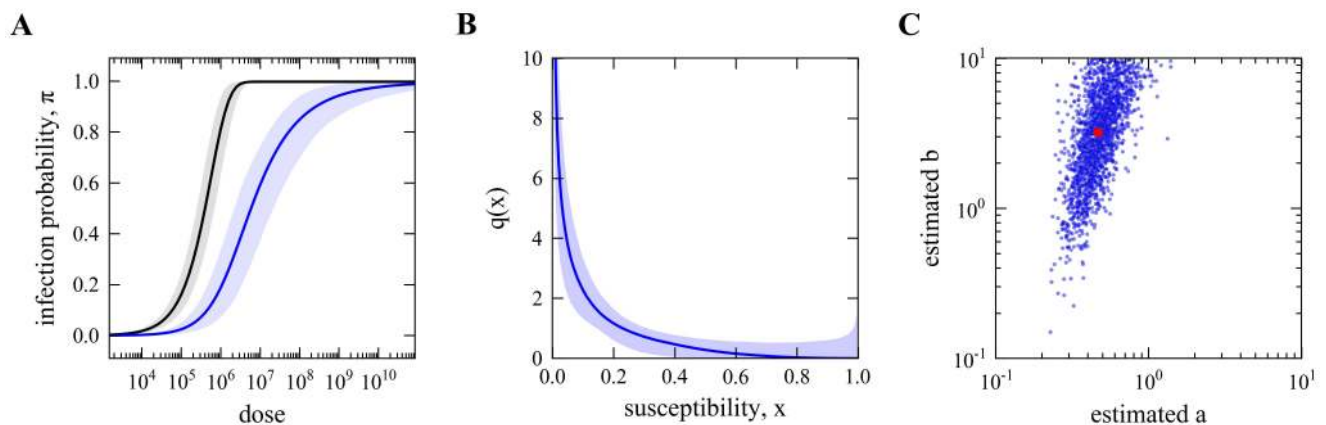 A
infection probability, π
1.0
0.8
0.6
0.4
0.2
0.0
10⁴ 10⁵ 10⁶ 10⁷ 10⁸ 10⁹ 10¹⁰
dose
B
q(x)
10
8
6
4
2
0
0.0 0.2 0.4 0.6 0.8 1.0
susceptibility, x
C
estimated b
10¹
10⁰
10⁻¹
10⁻¹ 10⁰ 10¹
estimated a